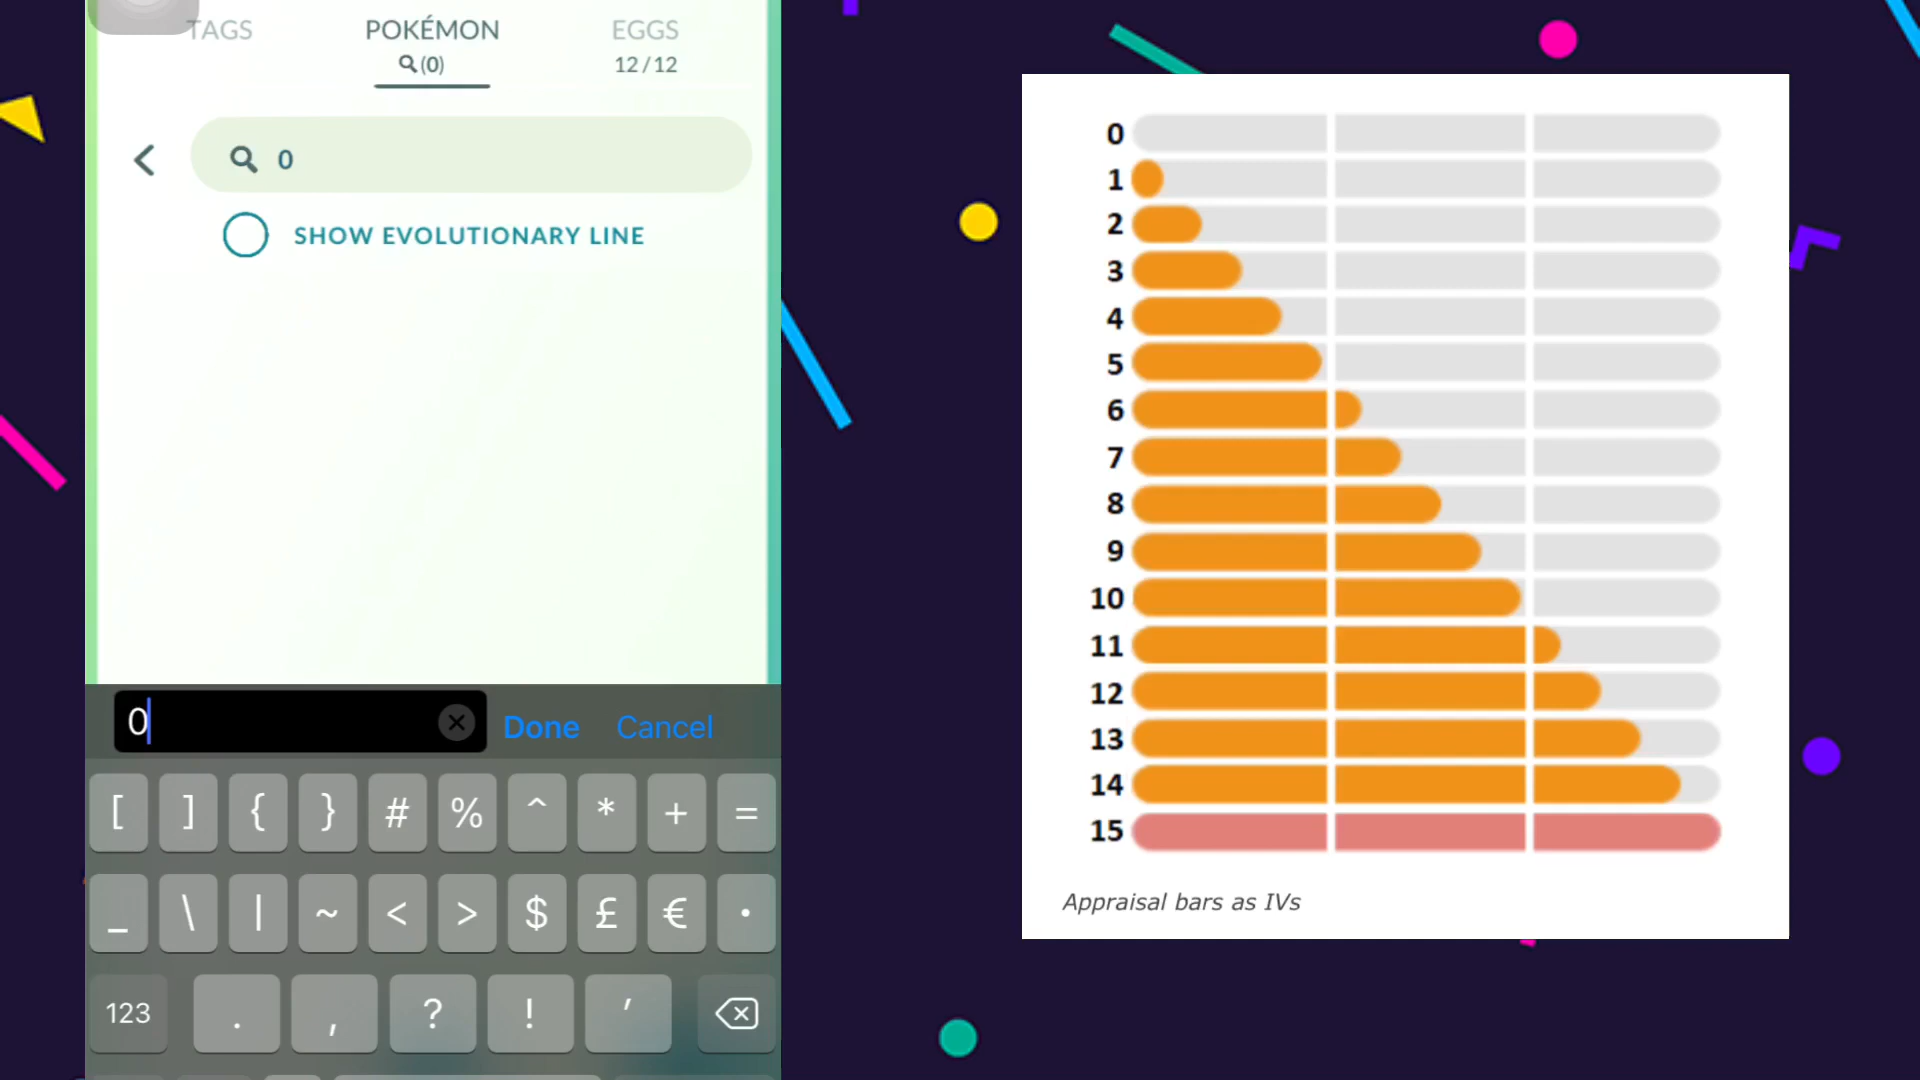 TAGS
POKÉMON
(0)
EGGS
12 / 12
0
SHOW EVOLUTIONARY LINE
0
Done
Cancel
[ ] { } # % ^ * + =
_ \ | ~ < > $ £ € •
123 . , ? ! ′
0
1
2
3
4
5
6
7
8
9
10
11
12
13
14
15
Appraisal bars as IVs